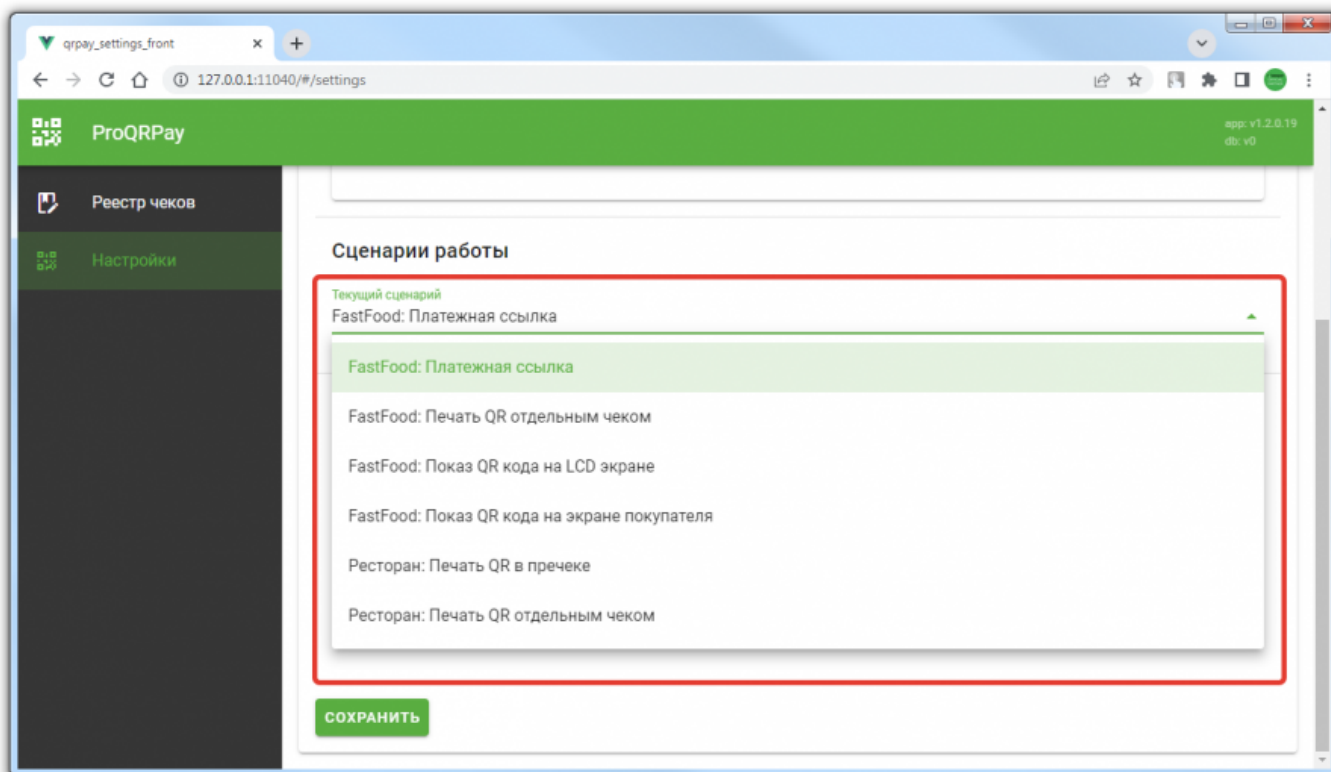 qrpay_settings_front
127.0.0.1:11040/#/settings
ProQRPay
app: v1.2.0.19
db: v0
Реестр чеков
Настройки
Сценарии работы
Текущий сценарий
FastFood: Платежная ссылка
FastFood: Платежная ссылка
FastFood: Печать QR отдельным чеком
FastFood: Показ QR кода на LCD экране
FastFood: Показ QR кода на экране покупателя
Ресторан: Печать QR в пречеке
Ресторан: Печать QR отдельным чеком
СОХРАНИТЬ